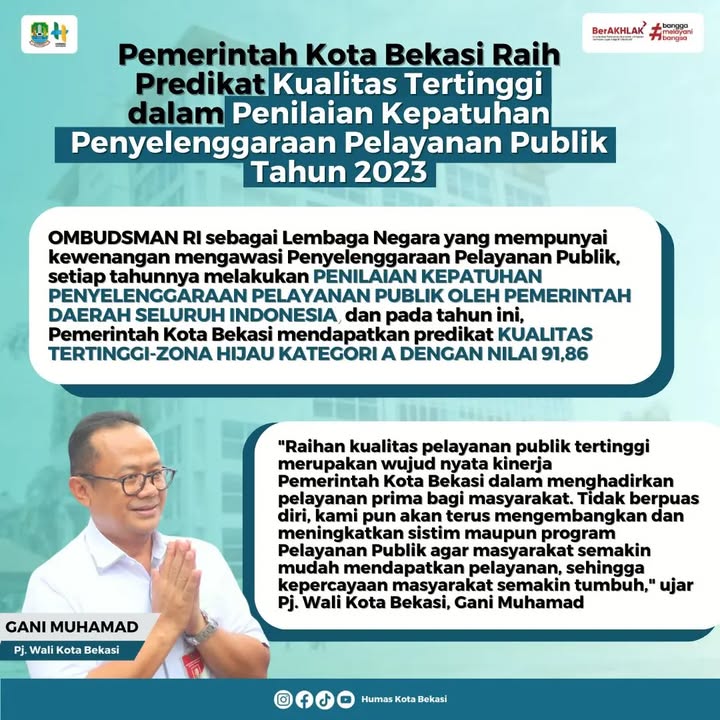 BerAKHLAK
#bangga
melayani
bangsa
Pemerintah Kota Bekasi Raih
Predikat Kualitas Tertinggi
dalam Penilaian Kepatuhan
Penyelenggaraan Pelayanan Publik
Tahun 2023
OMBUDSMAN RI sebagai Lembaga Negara yang mempunyai
kewenangan mengawasi Penyelenggaraan Pelayanan Publik,
setiap tahunnya melakukan PENILAIAN KEPATUHAN
PENYELENGGARAAN PELAYANAN PUBLIK OLEH PEMERINTAH
DAERAH SELURUH INDONESIA, dan pada tahun ini,
Pemerintah Kota Bekasi mendapatkan predikat KUALITAS
TERTINGGI-ZONA HIJAU KATEGORI A DENGAN NILAI 91,86
"Raihan kualitas pelayanan publik tertinggi
merupakan wujud nyata kinerja
Pemerintah Kota Bekasi dalam menghadirkan
pelayanan prima bagi masyarakat. Tidak berpuas
diri, kami pun akan terus mengembangkan dan
meningkatkan sistim maupun program
Pelayanan Publik agar masyarakat semakin
mudah mendapatkan pelayanan, sehingga
kepercayaan masyarakat semakin tumbuh," ujar
Pj. Wali Kota Bekasi, Gani Muhamad
GANI MUHAMAD
Pj. Wali Kota Bekasi
Humas Kota Bekasi